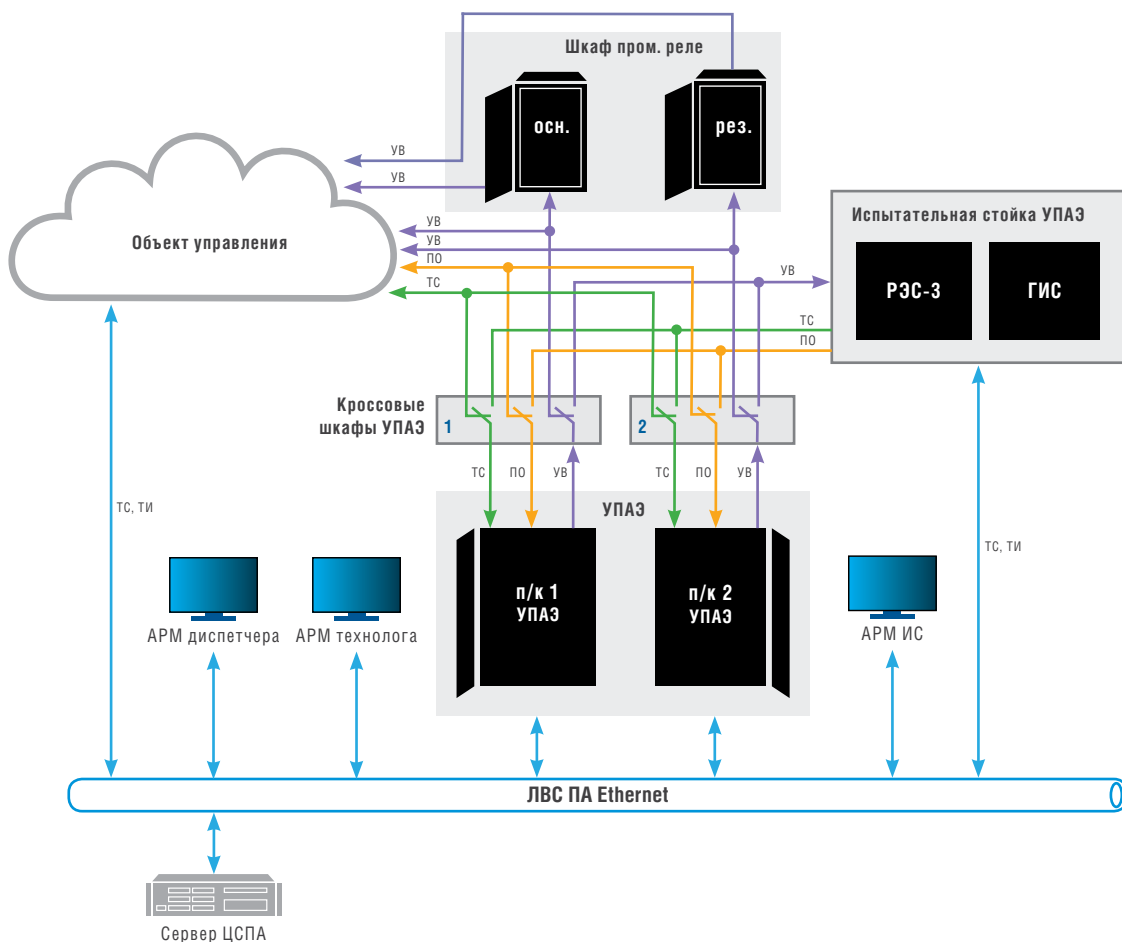 Шкаф пром. реле
осн.
рез.
УВ
УВ
УВ
УВ
ПО
ТС
Объект управления
Испытательная стойка УПАЭ
РЭС-3
ГИС
УВ
ТС
ПО
Кроссовые
шкафы УПАЭ
1
2
ТС
ПО
УВ
ТС
ПО
УВ
УПАЭ
п/к 1
УПАЭ
п/к 2
УПАЭ
ТС, ТИ
ТС, ТИ
АРМ диспетчера
АРМ технолога
АРМ ИС
ЛВС ПА Ethernet
Сервер ЦСПА